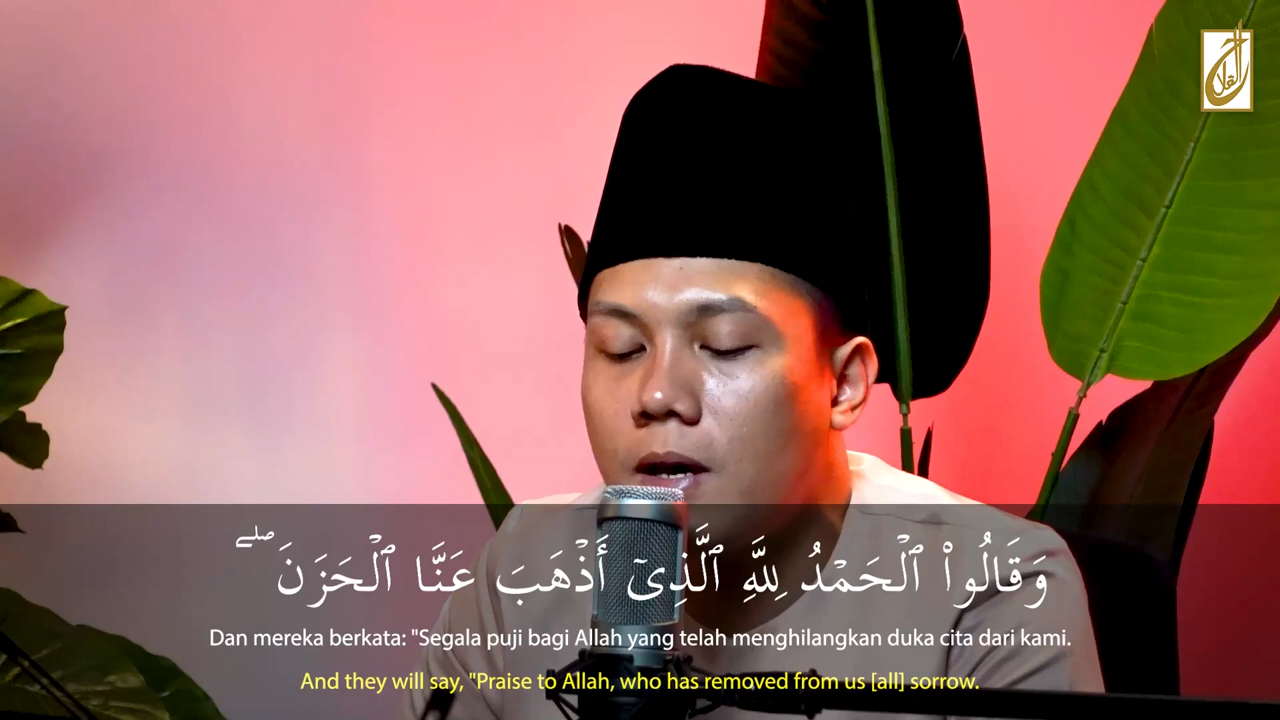 وَقَالُوا۟ ٱلْحَمْدُ لِلَّهِ ٱلَّذِىٓ أَذْهَبَ عَنَّا ٱلْحَزَنَ ۖ
Dan mereka berkata: "Segala puji bagi Allah yang telah menghilangkan duka cita dari kami.
And they will say, "Praise to Allah, who has removed from us [all] sorrow.